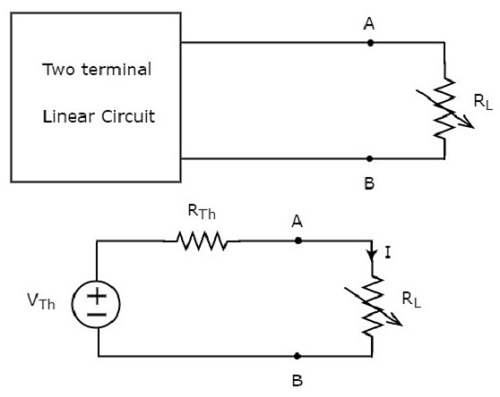 A
Two terminal
Linear Circuit
RL
B
RTh
A
I
VTh
+
−
RL
B